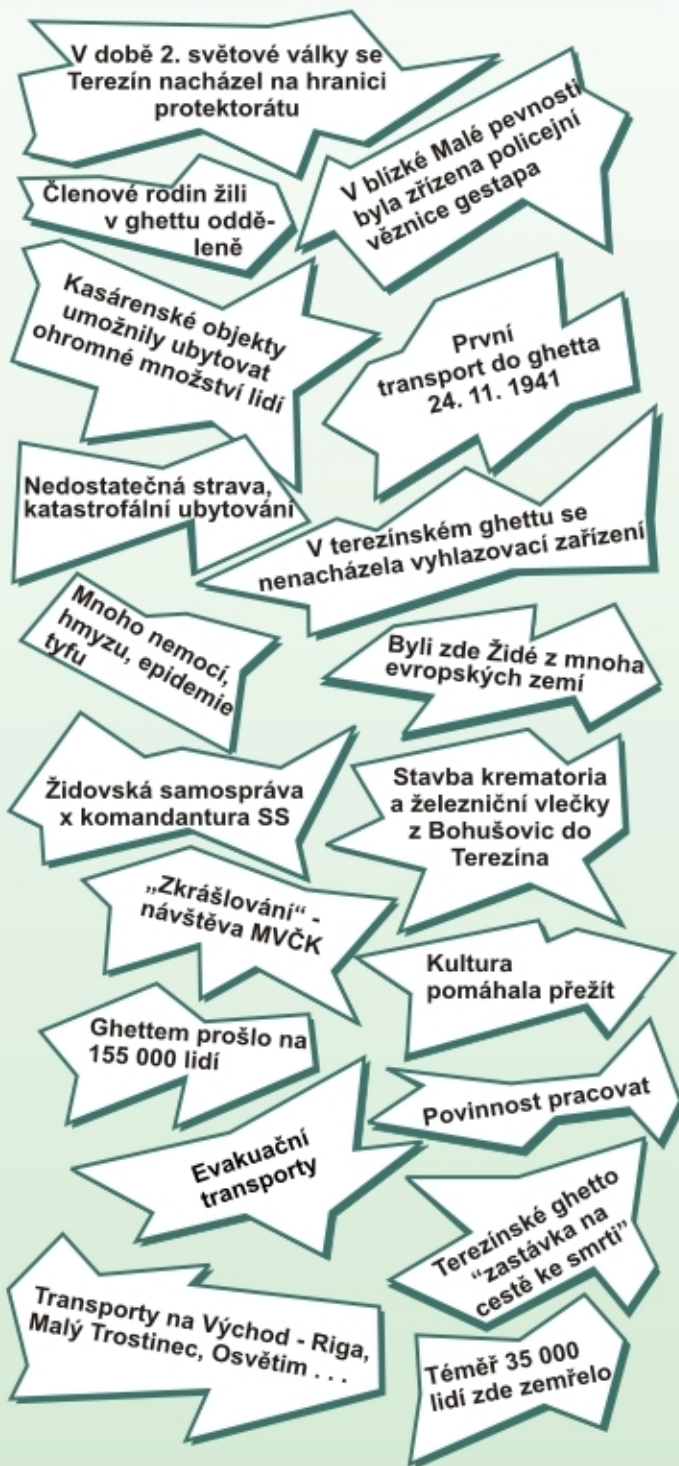 V době 2. světové války se
Terezín nacházel na hranici
protektorátu
V blízké Malé pevnosti
byla zřízena policejní
věznice gestapa
Členové rodin žili
v ghettu oddě-
leně
Kasárenské objekty
umožnily ubytovat
ohromné množství lidí
První
transport do ghetta
24. 11. 1941
Nedostatečná strava,
katastrofální ubytování
V terezínském ghettu se
nenacházela vyhlazovací zařízení
Mnoho nemocí,
hmyzu, epidemie
tyfu
Byli zde Židé z mnoha
evropských zemí
Židovská samospráva
x komandantura SS
Stavba krematoria
a železniční vlečky
z Bohušovic do
Terezína
„Zkrášlování“ -
návštěva MVČK
Kultura
pomáhala přežít
Ghettem prošlo na
155 000 lidí
Povinnost pracovat
Evakuační
transporty
Terezínské ghetto
“zastávka na
cestě ke smrti”
Transporty na Východ - Riga,
Malý Trostinec, Osvětim . . .
Téměř 35 000
lidí zde zemřelo